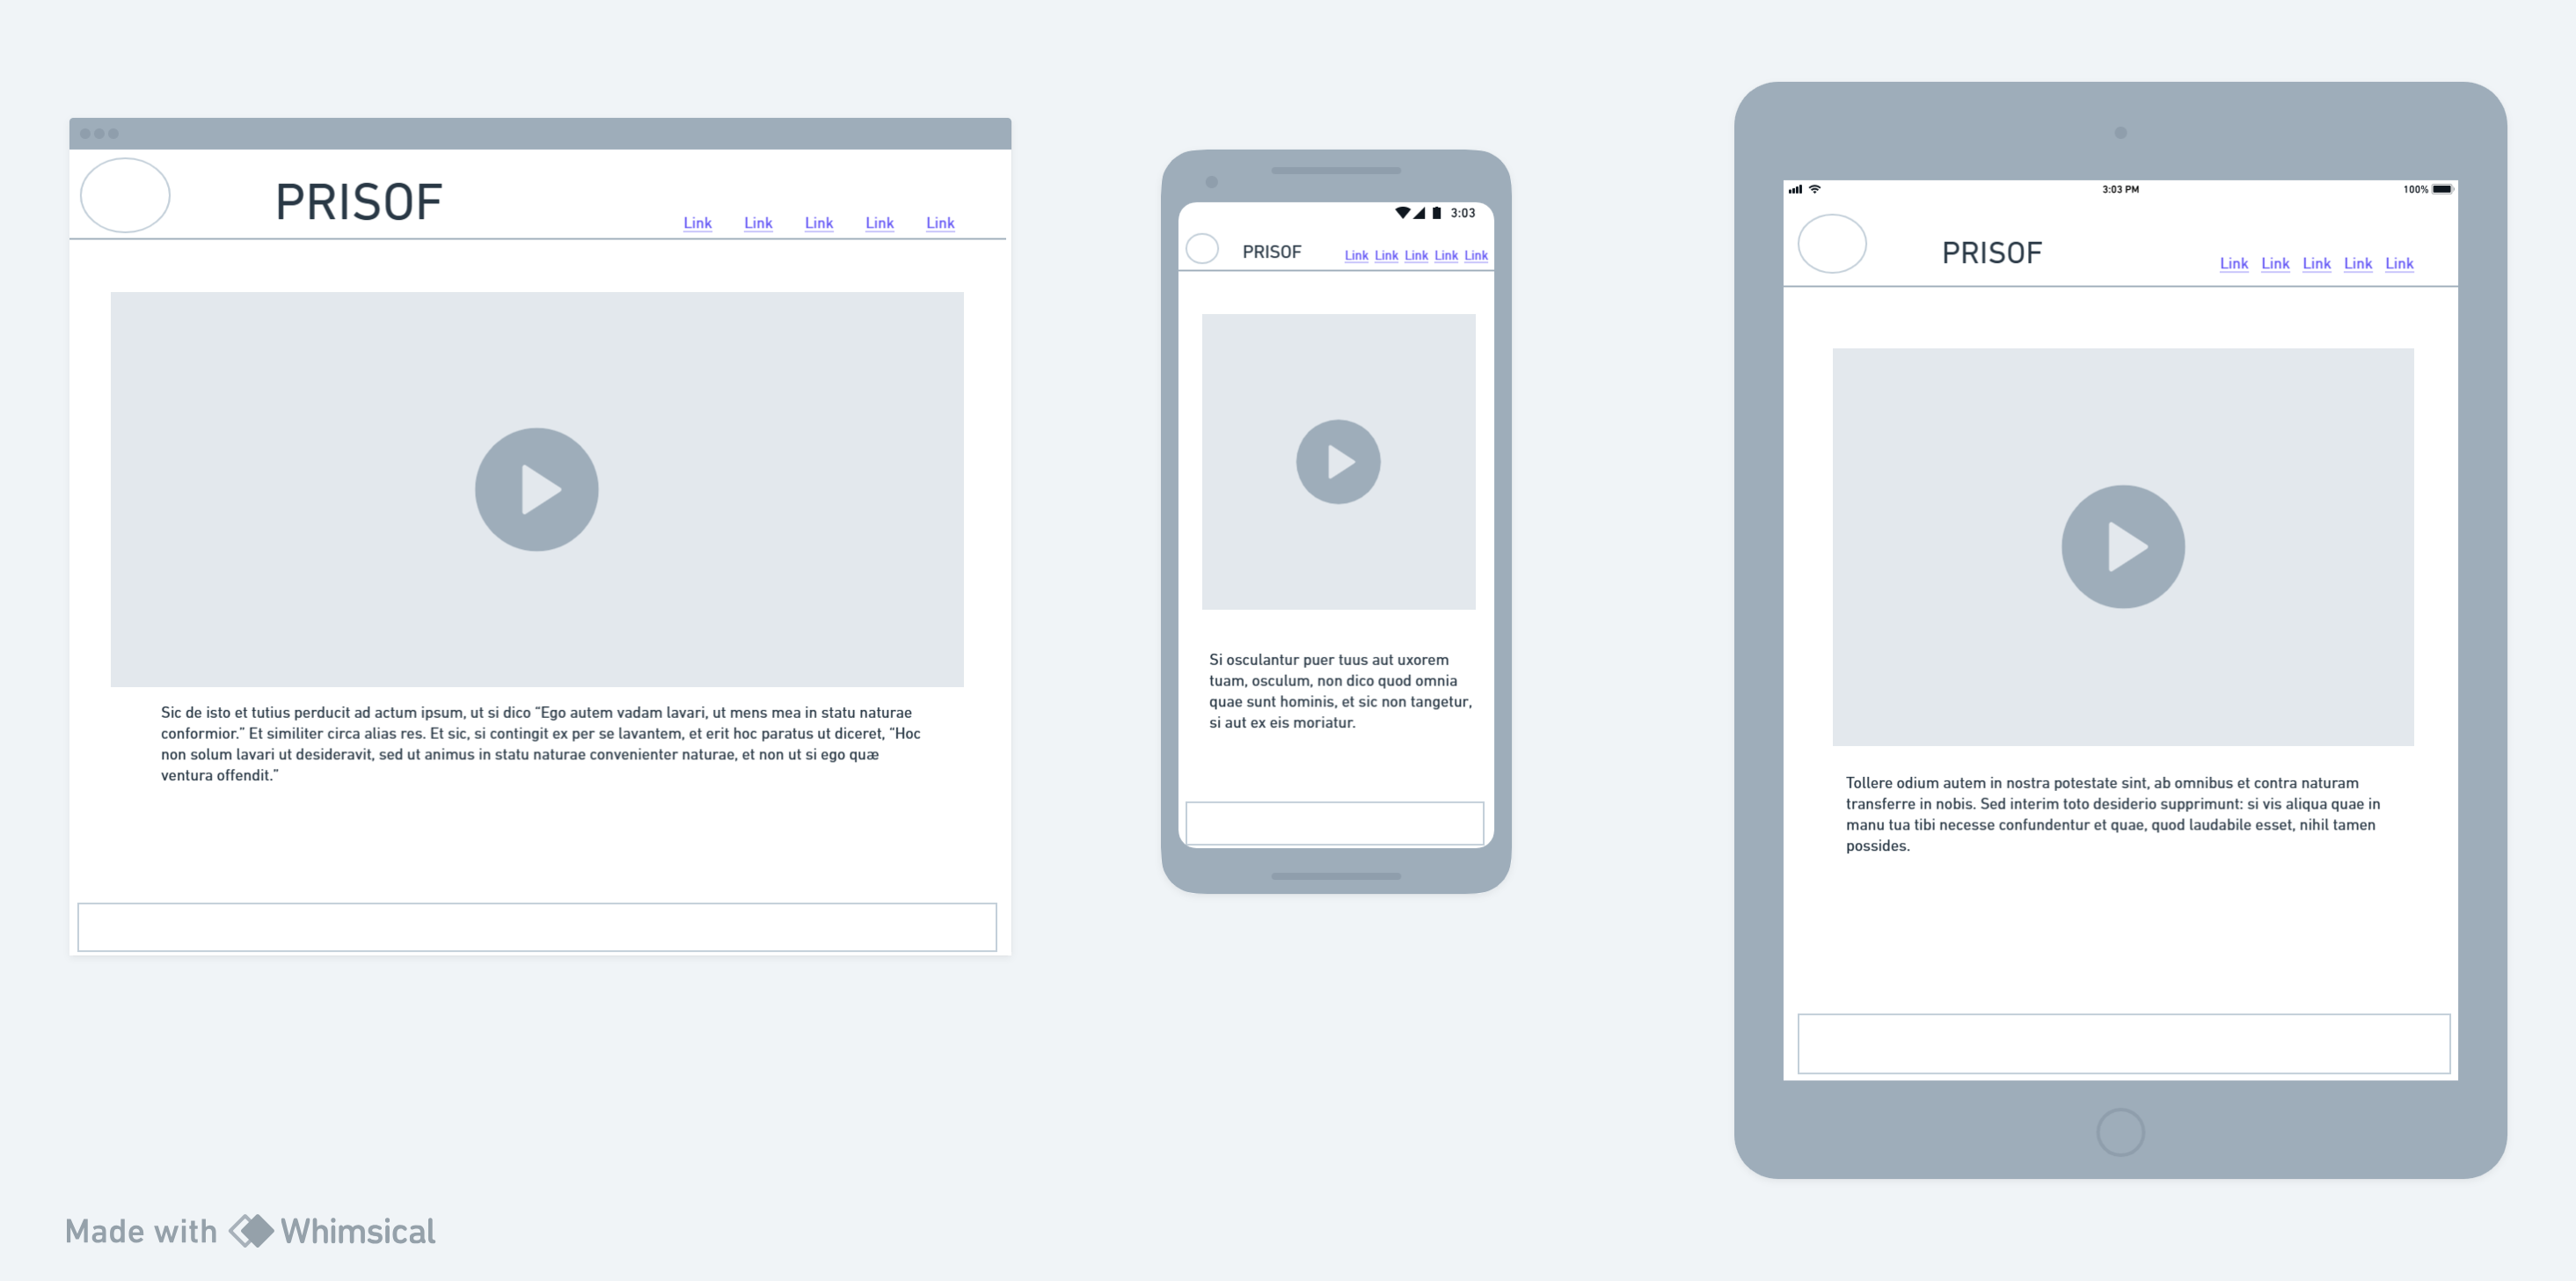 PRISOF
Link Link Link Link Link
Sic de isto et tutius perducit ad actum ipsum, ut si dico “Ego autem vadam lavari, ut mens mea in statu naturae
conformior.” Et similiter circa alias res. Et sic, si contingit ex per se lavantem, et erit hoc paratus ut diceret, “Hoc
non solum lavari ut desideravit, sed ut animus in statu naturae convenienter naturae, et non ut si ego quæ
ventura offendit.”
3:03
PRISOF
Link Link Link Link Link
Si osculantur puer tuus aut uxorem
tuam, osculum, non dico quod omnia
quae sunt hominis, et sic non tangetur,
si aut ex eis moriatur.
3:03 PM
100%
PRISOF
Link Link Link Link Link
Tollere odium autem in nostra potestate sint, ab omnibus et contra naturam
transferre in nobis. Sed interim toto desiderio supprimunt: si vis aliqua quae in
manu tua tibi necesse confundentur et quae, quod laudabile esset, nihil tamen
possides.
Made with Whimsical